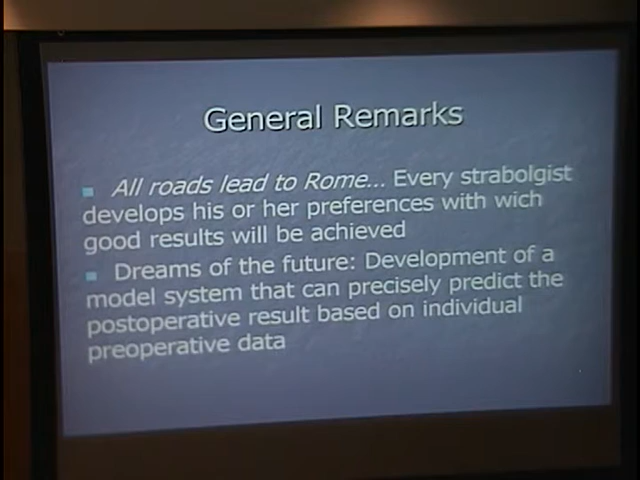 General Remarks
All roads lead to Rome... Every strabolgist
develops his or her preferences with wich
good results will be achieved
Dreams of the future: Development of a
model system that can precisely predict the
postoperative result based on individual
preoperative data